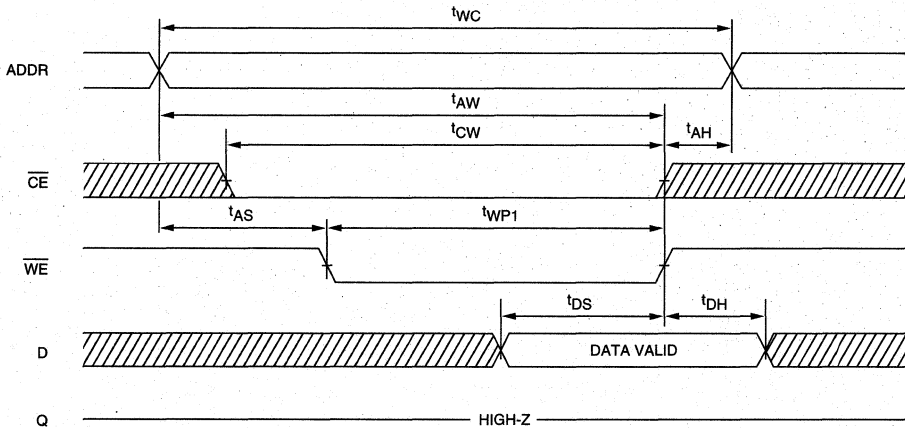 tWC
ADDR
tAW
tCW
tAH
CE
tAS
tWP1
WE
tDS
tDH
D
DATA VALID
Q
HIGH-Z